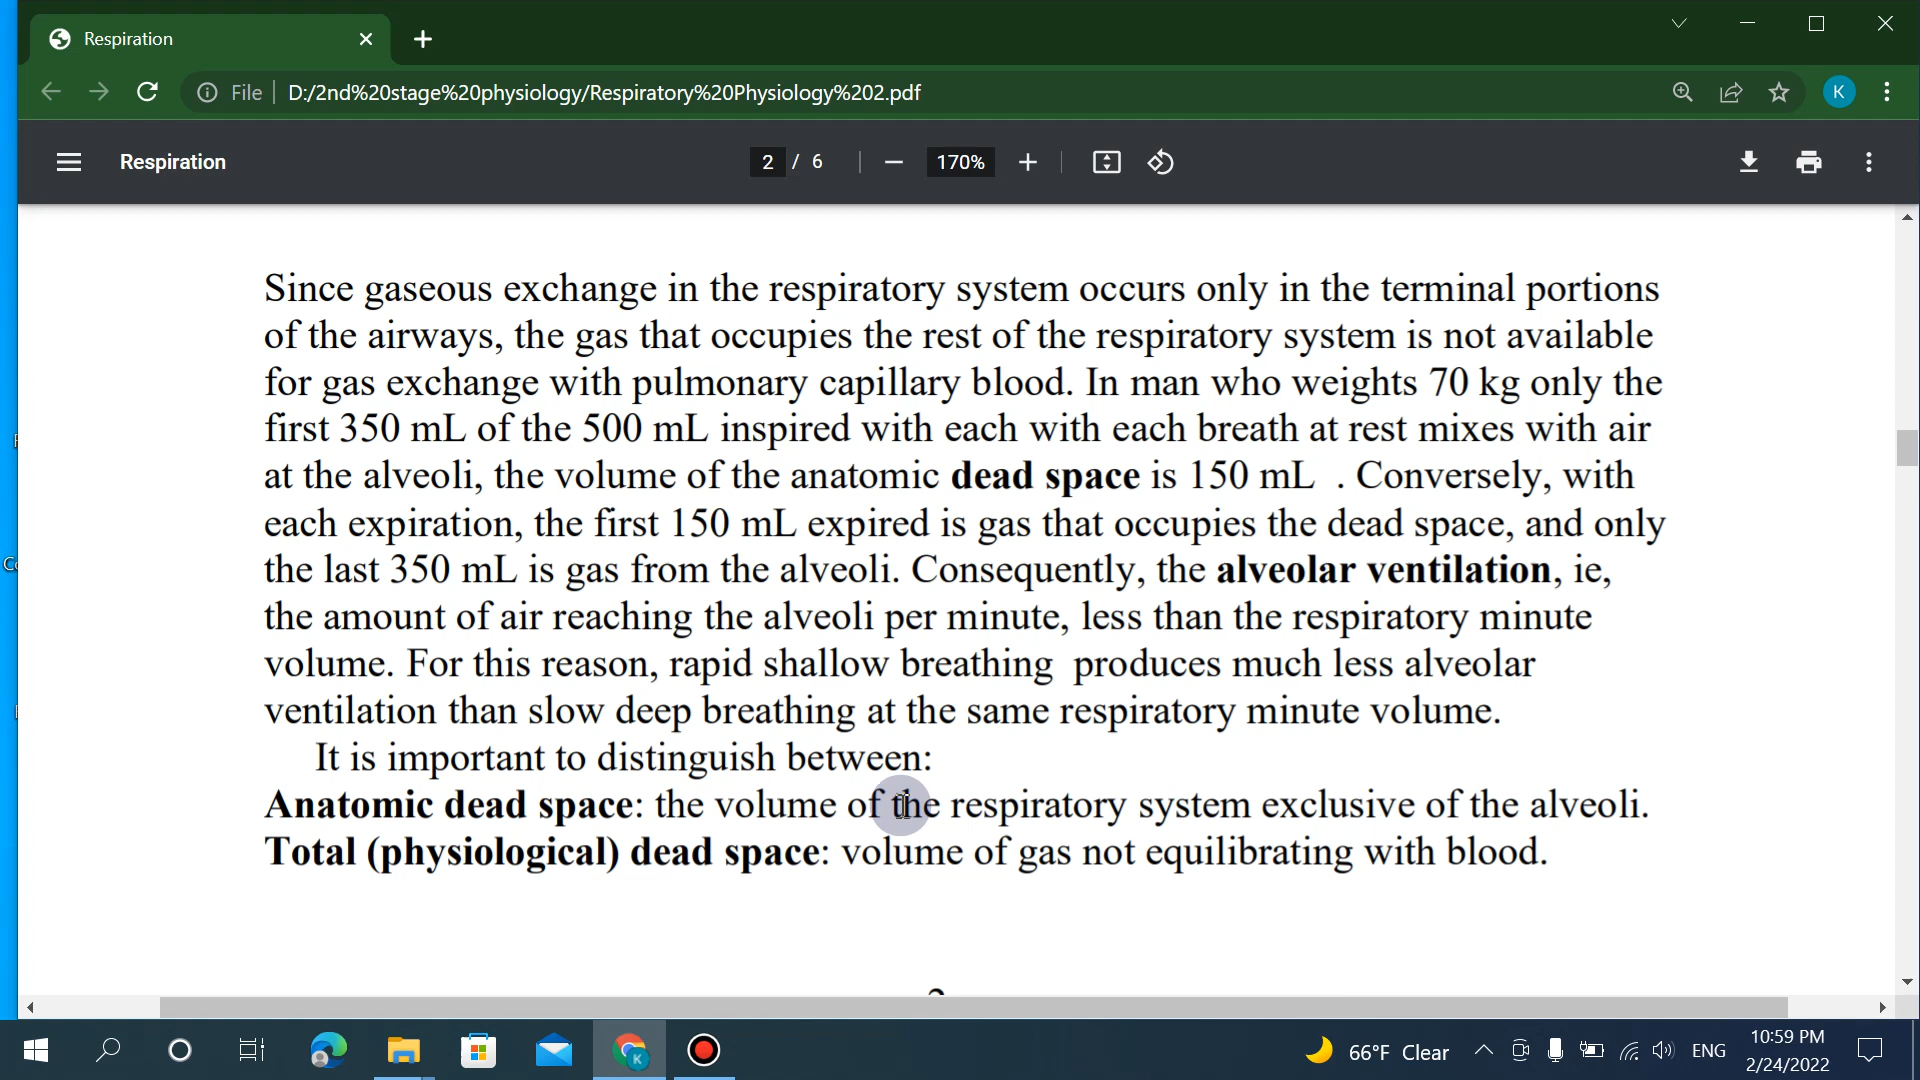 Respiration
File
D:/2nd%20stage%20physiology/Respiratory%20Physiology%202.pdf
K
Respiration
2 / 6
170%
Since gaseous exchange in the respiratory system occurs only in the terminal portions
of the airways, the gas that occupies the rest of the respiratory system is not available
for gas exchange with pulmonary capillary blood. In man who weights 70 kg only the
first 350 mL of the 500 mL inspired with each with each breath at rest mixes with air
at the alveoli, the volume of the anatomic dead space is 150 mL . Conversely, with
each expiration, the first 150 mL expired is gas that occupies the dead space, and only
the last 350 mL is gas from the alveoli. Consequently, the alveolar ventilation, ie,
the amount of air reaching the alveoli per minute, less than the respiratory minute
volume. For this reason, rapid shallow breathing produces much less alveolar
ventilation than slow deep breathing at the same respiratory minute volume.
It is important to distinguish between:
Anatomic dead space: the volume of the respiratory system exclusive of the alveoli.
Total (physiological) dead space: volume of gas not equilibrating with blood.
K
66°F Clear
ENG
10:59 PM
2/24/2022